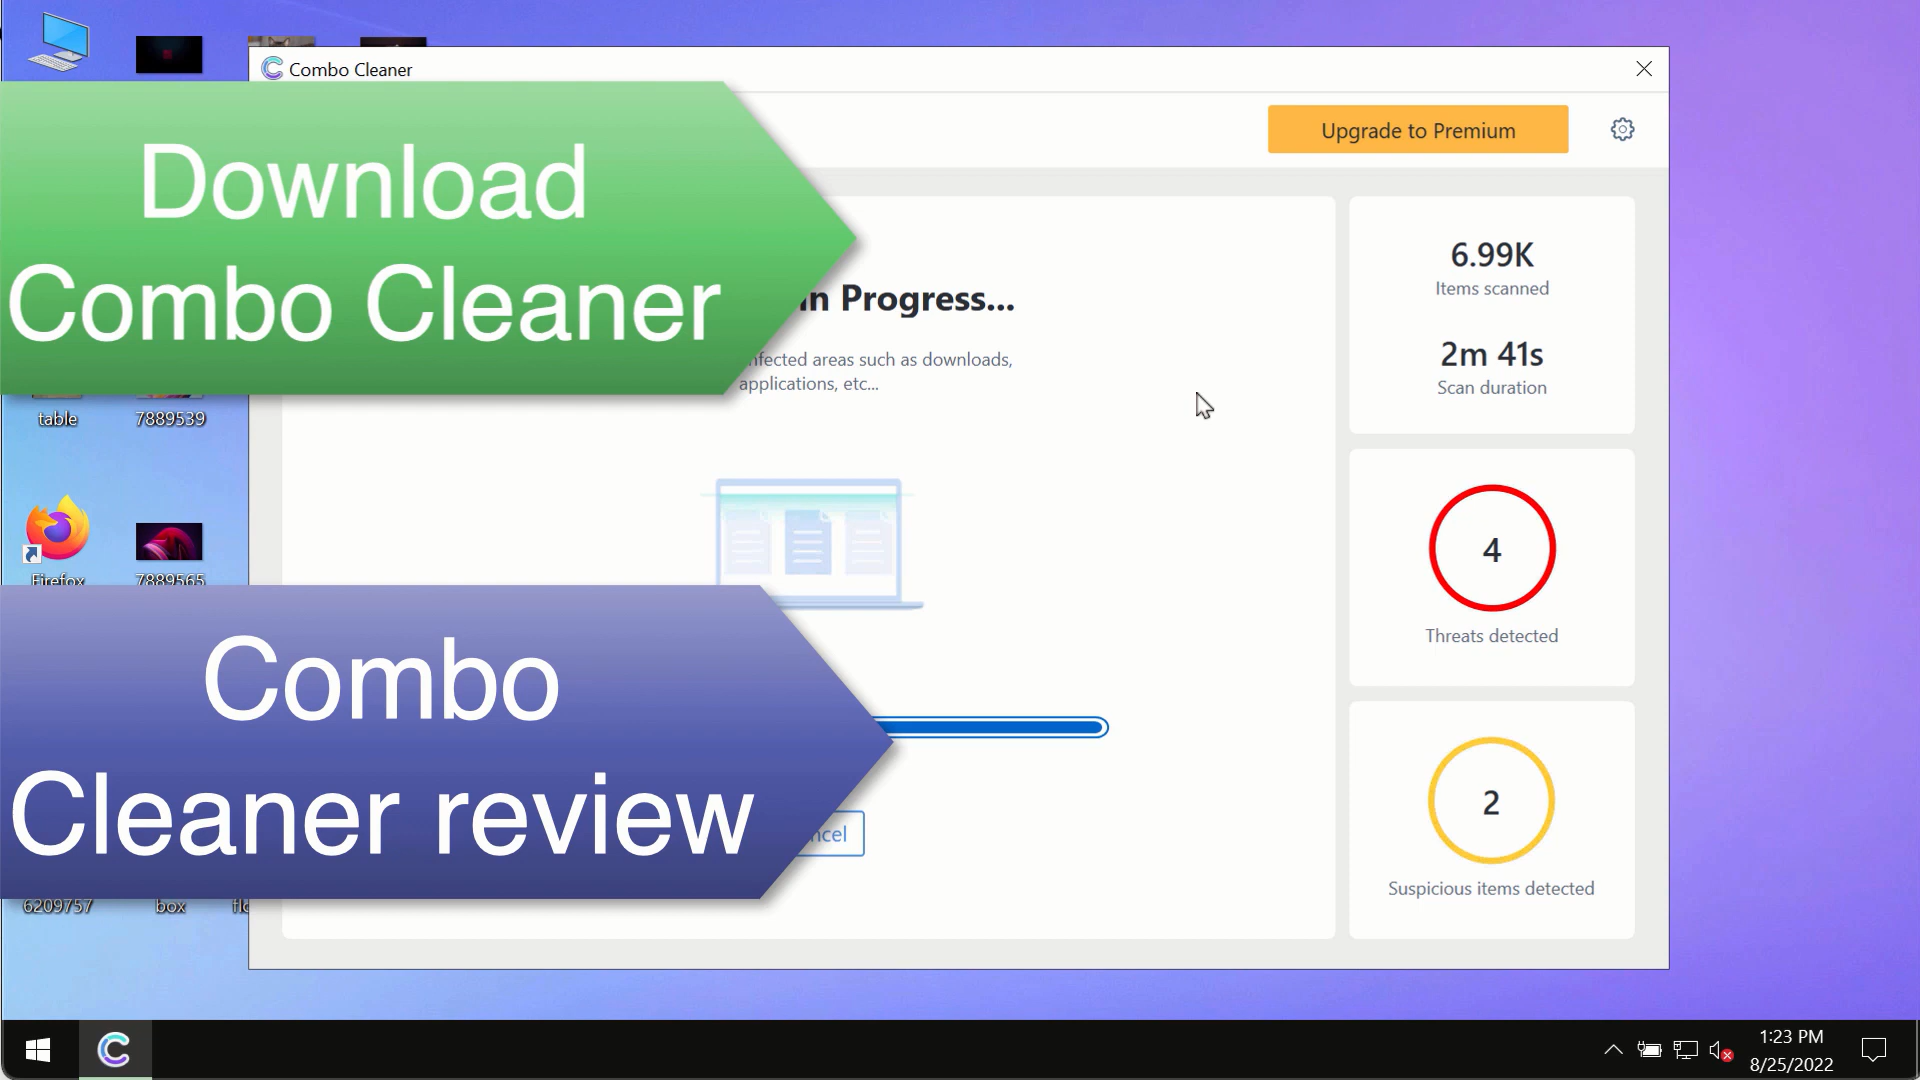 Combo Cleaner
Upgrade to Premium
Download
Combo Cleaner
in Progress...
infected areas such as downloads,
applications, etc...
6.99K
Items scanned
2m 41s
Scan duration
table
7889539
4
Threats detected
Firefox
7889565
Combo
Cleaner review
2
Suspicious items detected
6209757
box
1:23 PM
8/25/2022